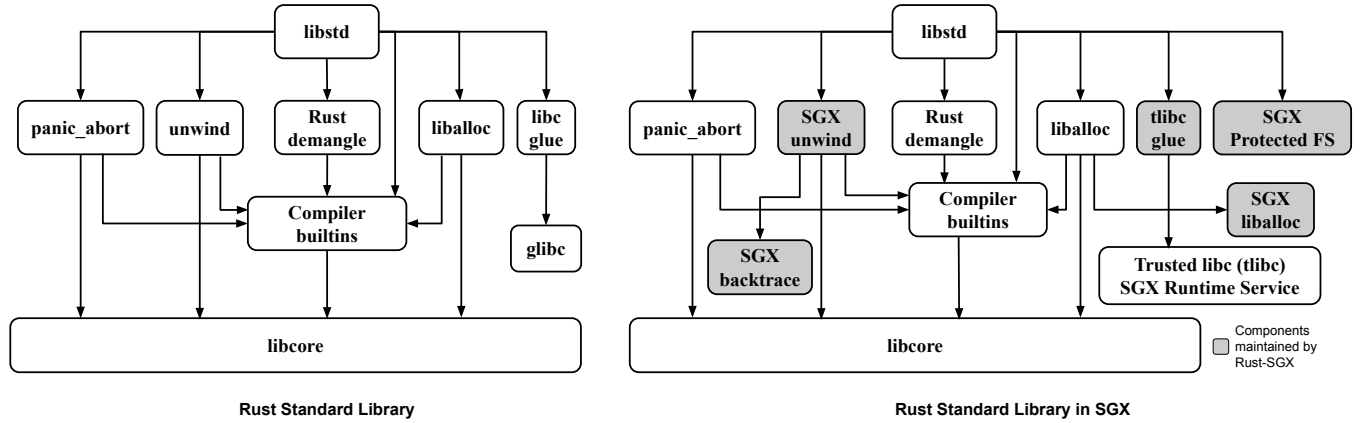 libstd
panic_abort
unwind
Rust
demangle
liballoc
libc
glue
Compiler
builtins
glibc
libcore
Rust Standard Library
libstd
panic_abort
SGX
unwind
Rust
demangle
liballoc
tlibc
glue
SGX
Protected FS
Compiler
builtins
SGX
liballoc
SGX
backtrace
Trusted libc (tlibc)
SGX Runtime Service
libcore
Components
maintained by
Rust-SGX
Rust Standard Library in SGX